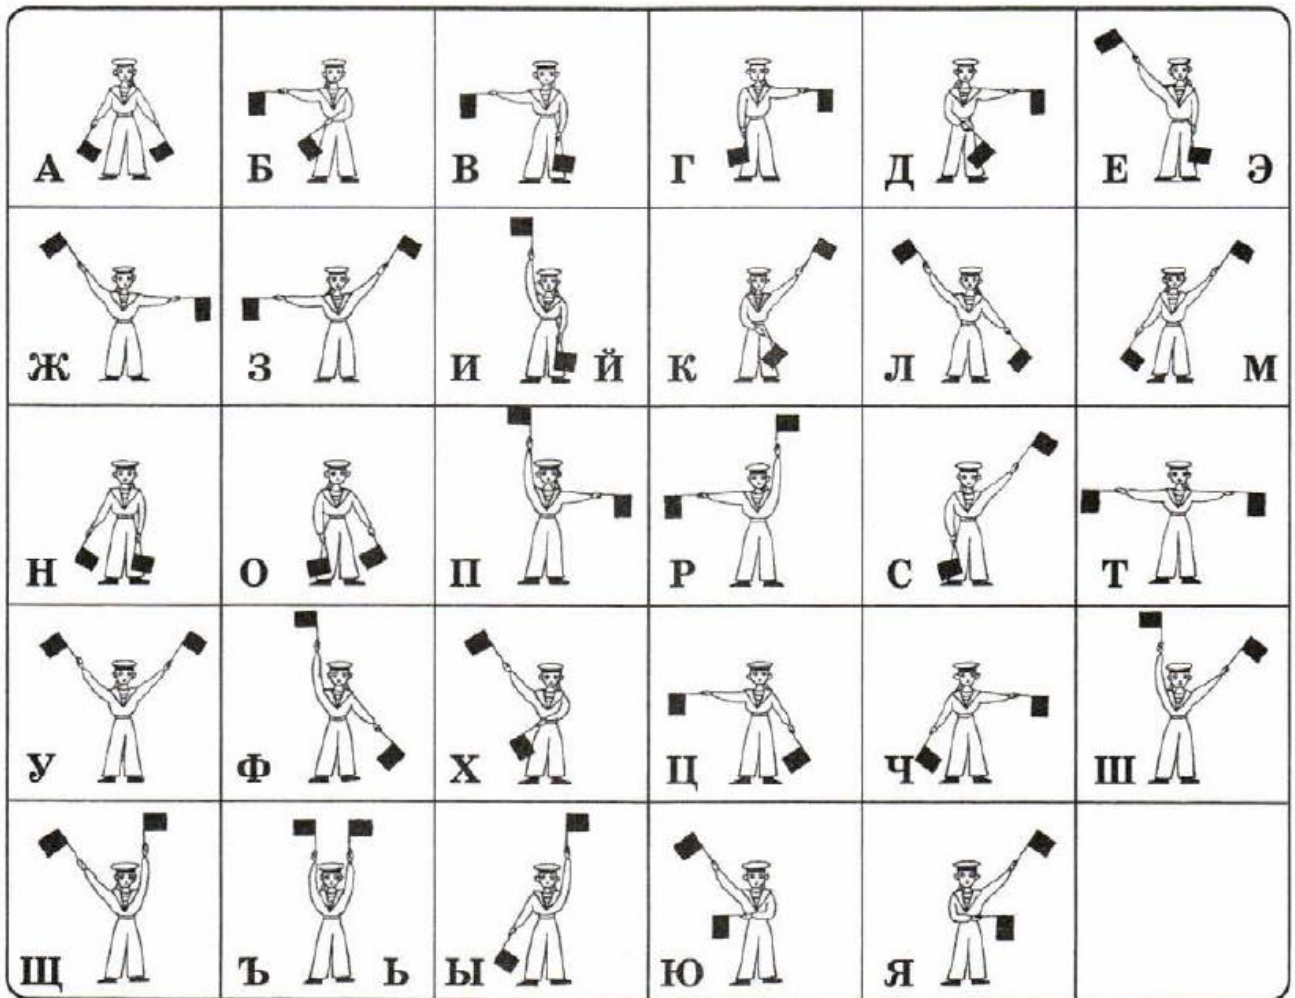 А Б В Г Д Е Э
Ж З И Й К Л М
Н О П Р С Т
У Ф Х Ц Ч Ш
Щ Ъ Ь Ы Ю Я